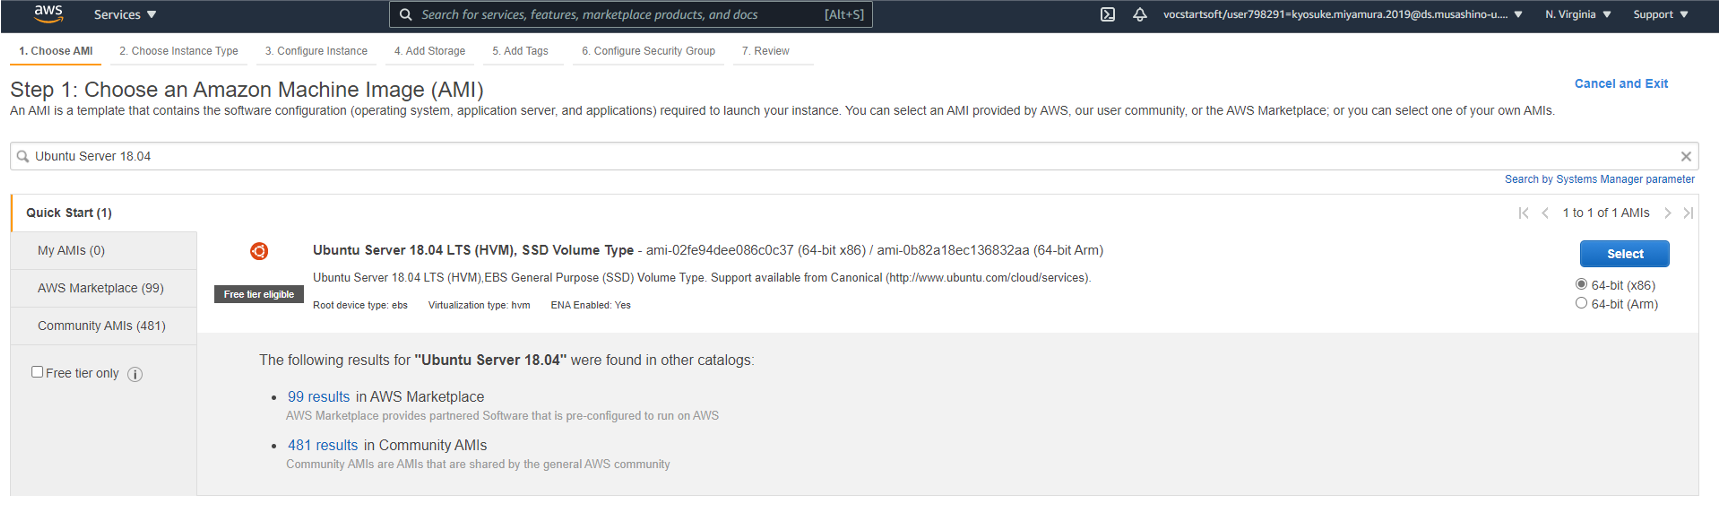 aws Services Search for services, features, marketplace products, and docs [Alt+S] vocstartsoft/user798291=kyosuke.miyamura.2019@ds.musashino-u.... N. Virginia Support
1. Choose AMI 2. Choose Instance Type 3. Configure Instance 4. Add Storage 5. Add Tags 6. Configure Security Group 7. Review
Step 1: Choose an Amazon Machine Image (AMI)
Cancel and Exit
An AMI is a template that contains the software configuration (operating system, application server, and applications) required to launch your instance. You can select an AMI provided by AWS, our user community, or the AWS Marketplace; or you can select one of your own AMIs.
Ubuntu Server 18.04
Search by Systems Manager parameter
Quick Start (1)
1 to 1 of 1 AMIs
My AMIs (0)
AWS Marketplace (99)
Community AMIs (481)
Free tier only
Ubuntu Server 18.04 LTS (HVM), SSD Volume Type - ami-02fe94dee086c0c37 (64-bit x86) / ami-0b82a18ec136832aa (64-bit Arm)
Free tier eligible
Ubuntu Server 18.04 LTS (HVM),EBS General Purpose (SSD) Volume Type. Support available from Canonical (http://www.ubuntu.com/cloud/services).
Root device type: ebs Virtualization type: hvm ENA Enabled: Yes
Select
64-bit (x86)
64-bit (Arm)
The following results for "Ubuntu Server 18.04" were found in other catalogs:
99 results in AWS Marketplace
AWS Marketplace provides partnered Software that is pre-configured to run on AWS
481 results in Community AMIs
Community AMIs are AMIs that are shared by the general AWS community